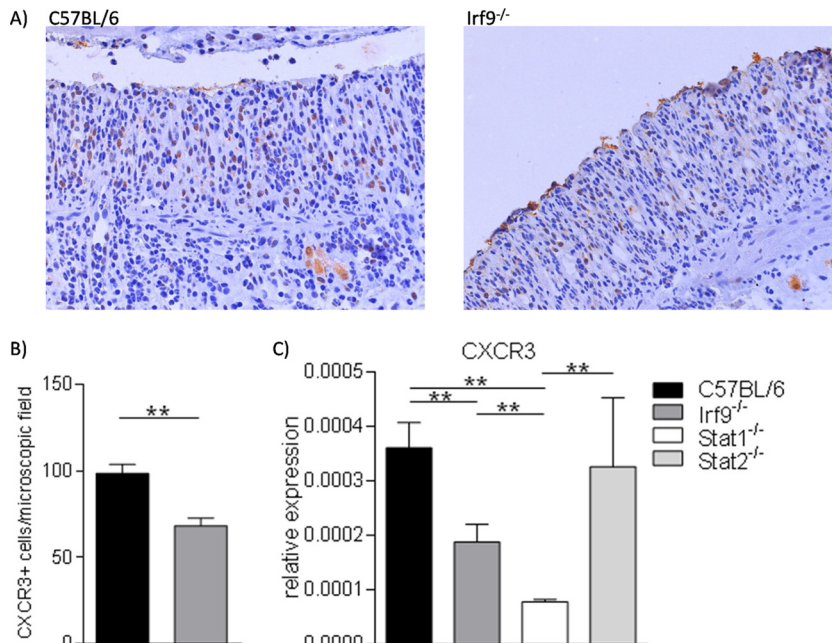 A)
C57BL/6
Irf9-/-
B)
CXCR3+ cells/microscopic field
150
100
50
0
**
C)
CXCR3
relative expression
0.0005
0.0004
0.0003
0.0002
0.0001
0.0000
**
**
**
**
C57BL/6
Irf9-/-
Stat1-/-
Stat2-/-